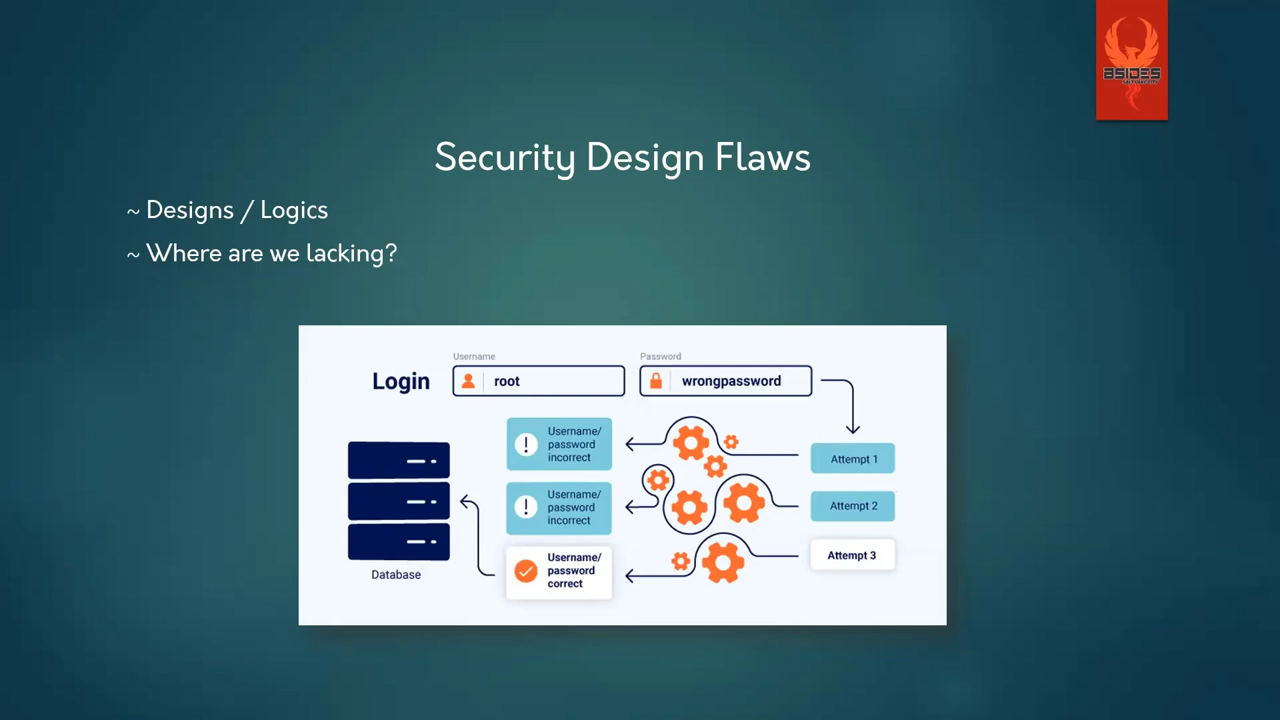 BSIDES
Security Design Flaws
~ Designs / Logics
~ Where are we lacking?
Username
Password
Login
root
wrongpassword
Username/
password
incorrect
Attempt 1
Username/
password
incorrect
Attempt 2
Username/
password
correct
Attempt 3
Database